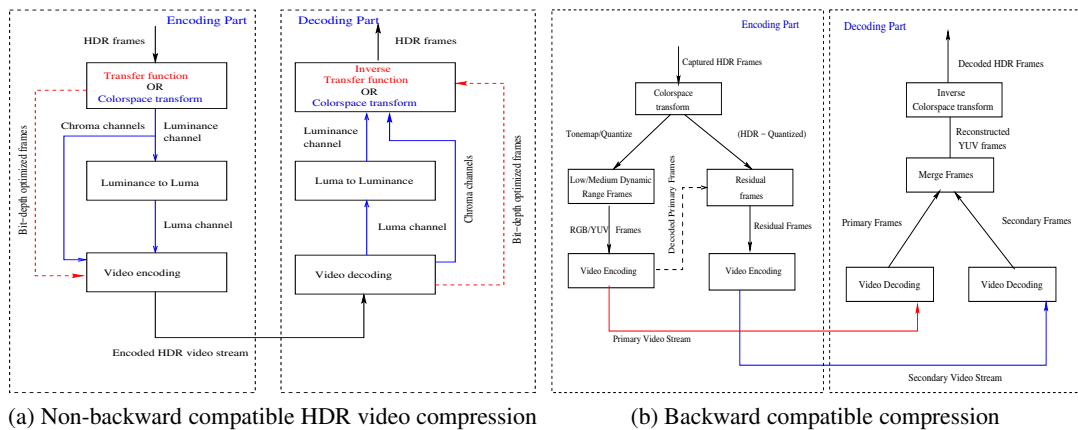 Encoding Part
HDR frames
Transfer function
OR
Colorspace transform
Chroma channels
Luminance
channel
Bit-depth optimized frames
Luminance to Luma
Luma channel
Video encoding
Encoded HDR video stream
Decoding Part
HDR frames
Inverse
Transfer function
OR
Colorspace transform
Luminance
channel
Luma to Luminance
Chroma channels
Bit-depth optimized frames
Luma channel
Video decoding
(a) Non-backward compatible HDR video compression
Encoding Part
Captured HDR Frames
Colorspace
transform
Tonemap/Quantize
(HDR - Quantized)
Low/Medium Dynamic
Range Frames
Decoded Primary Frames
Residual
frames
RGB/YUV Frames
Residual Frames
Video Encoding
Video Encoding
Primary Video Stream
Secondary Video Stream
Decoding Part
Decoded HDR Frames
Inverse
Colorspace transform
Reconstructed
YUV frames
Merge Frames
Primary Frames
Secondary Frames
Video Decoding
Video Decoding
(b) Backward compatible compression